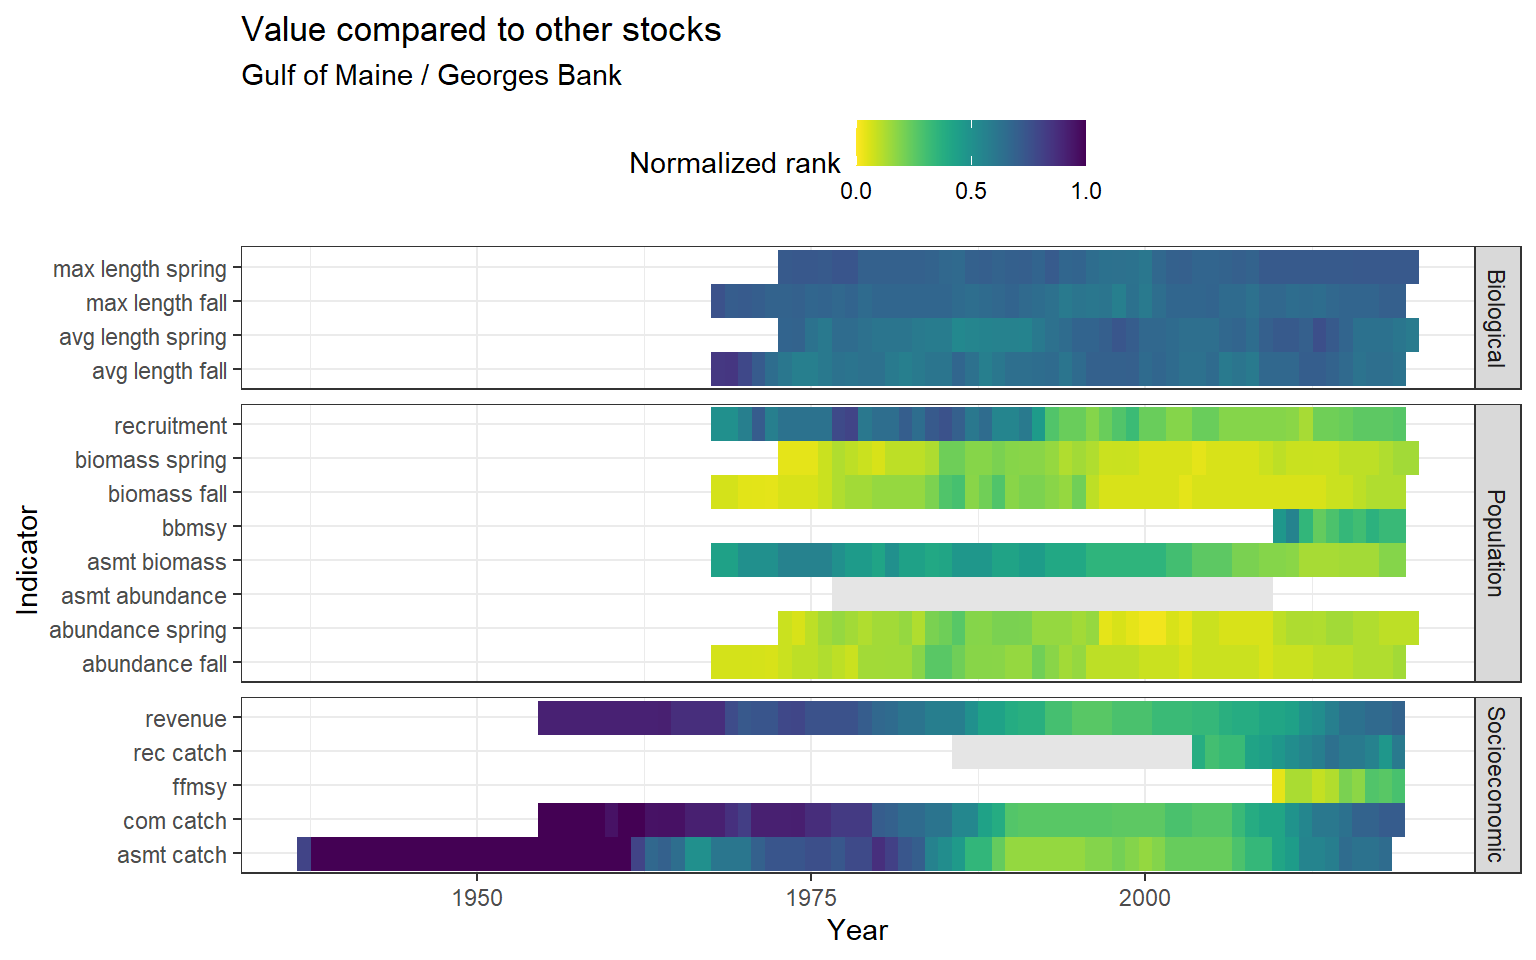 Value compared to other stocks
Gulf of Maine / Georges Bank
Normalized rank
0.0 0.5 1.0
max length spring
max length fall
avg length spring
avg length fall
Biological
recruitment
biomass spring
biomass fall
bbmsy
asmt biomass
asmt abundance
abundance spring
abundance fall
Population
revenue
rec catch
ffmsy
com catch
asmt catch
Socioeconomic
Indicator
1950 1975 2000
Year